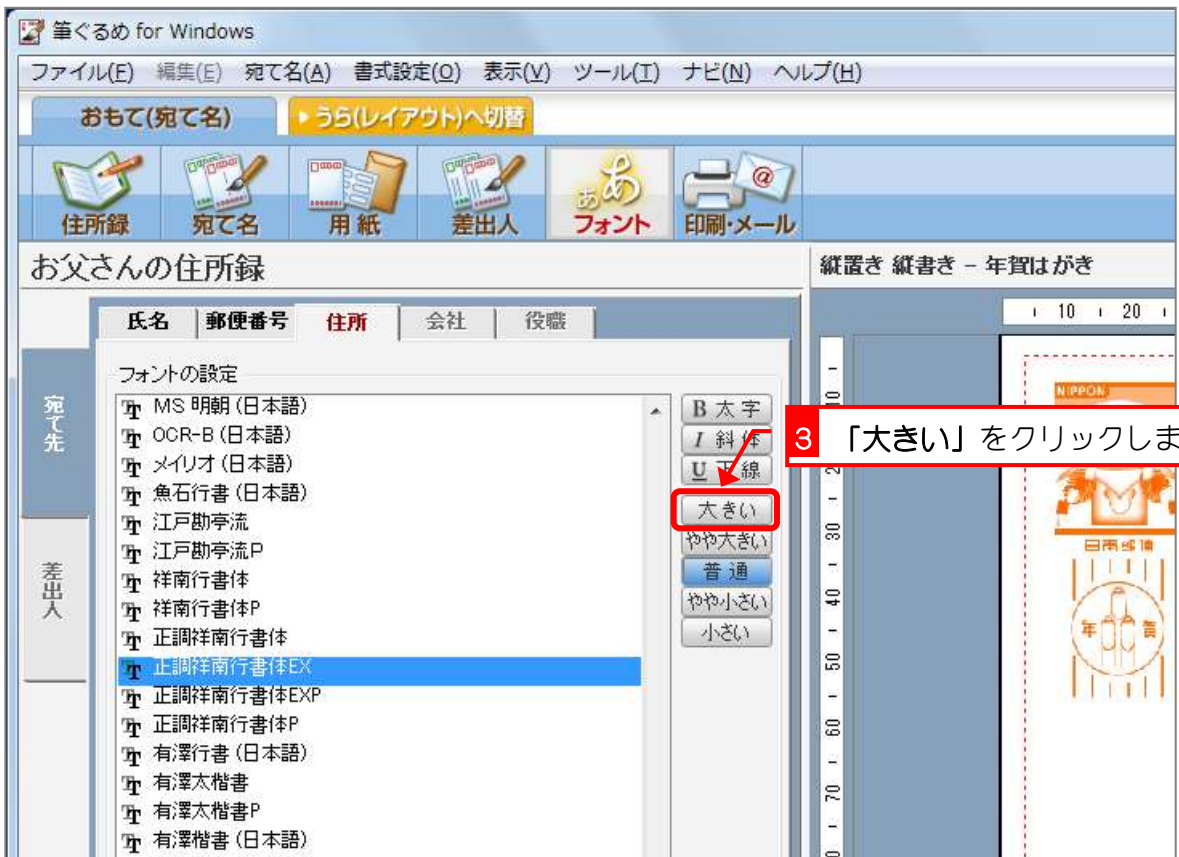 筆ぐるめ for Windows
ファイル(F) 編集(E) 宛て名(A) 書式設定(O) 表示(V) ツール(T) ナビ(N) ヘルプ(H)
おもて(宛て名) うら(レイアウト)へ切替
住所録 宛て名 用紙 差出人 フォント 印刷・メール
お父さんの住所録
縦置き 縦書き - 年賀はがき
氏名 郵便番号 住所 会社 役職
10 20
宛て先
差出人
フォントの設定
MS 明朝 (日本語)
OCR-B (日本語)
メイリオ (日本語)
魚石行書 (日本語)
江戸勘亭流
江戸勘亭流P
祥南行書体
祥南行書体P
正調祥南行書体
正調祥南行書体EX
正調祥南行書体EXP
正調祥南行書体P
有澤行書 (日本語)
有澤太楷書
有澤太楷書P
有澤楷書 (日本語)
B 太字
I 斜体
U 下線
大きい
やや大きい
普通
やや小さい
小さい
3 「大きい」をクリックしま
20
30
40
50
60
70
NIPPON
日本郵便
年賀